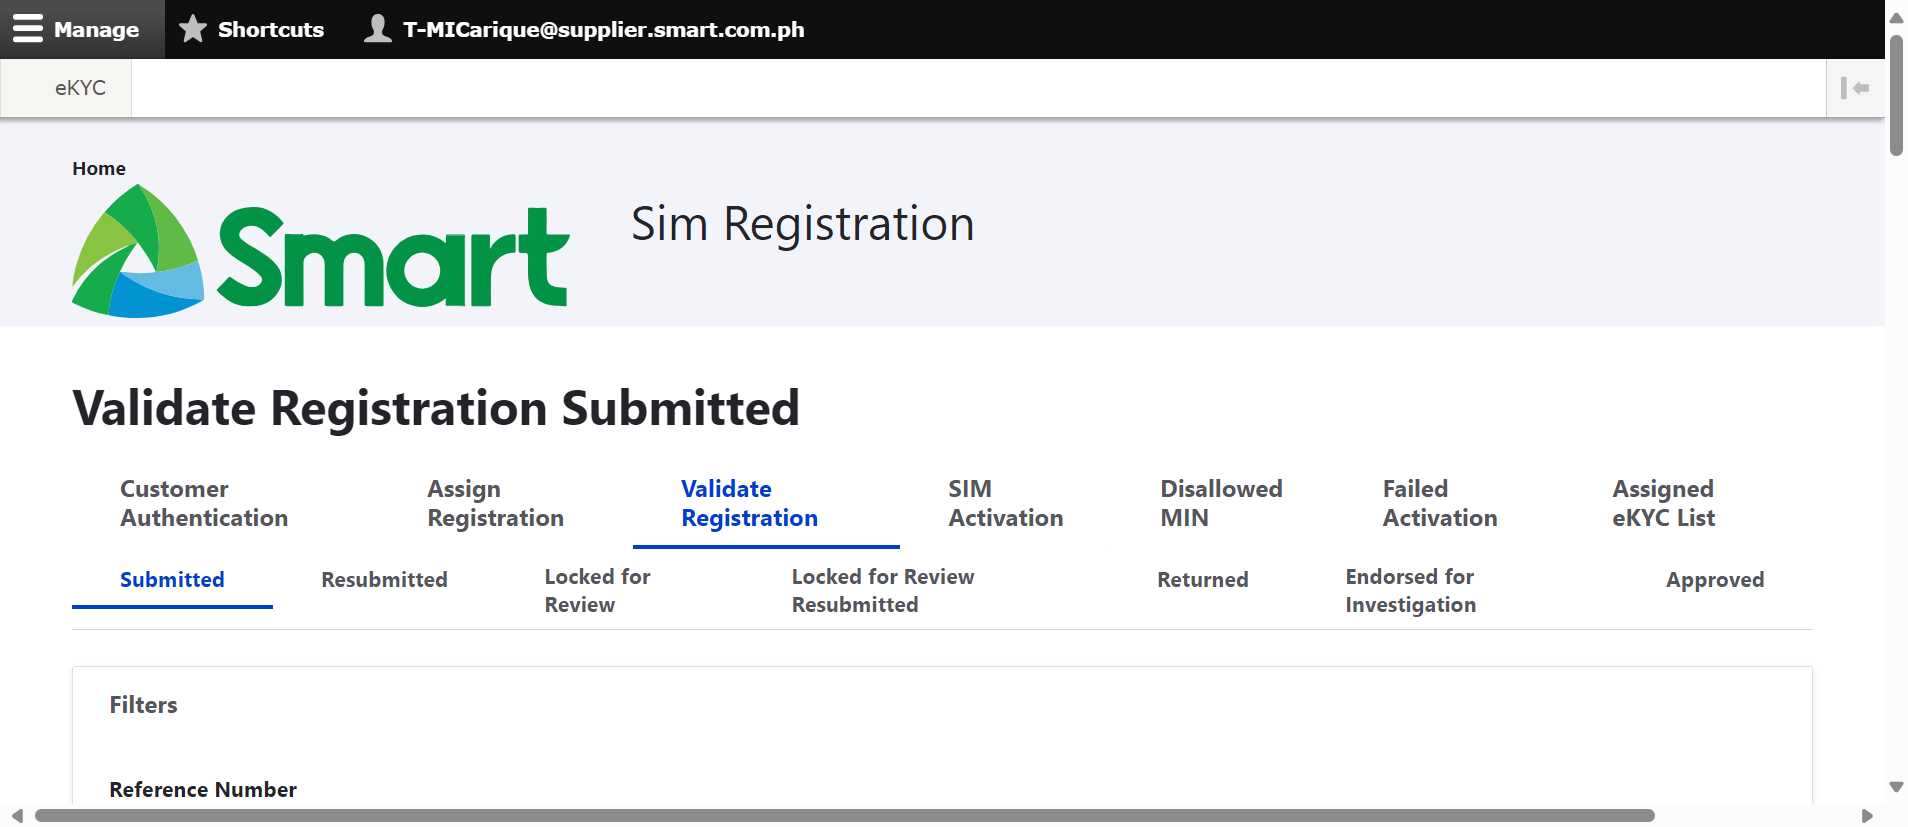 Manage Shortcuts T-MICarique@supplier.smart.com.ph
eKYC
Home
Smart
Sim Registration
Validate Registration Submitted
Customer Authentication
Assign Registration
Validate Registration
SIM Activation
Disallowed MIN
Failed Activation
Assigned eKYC List
Submitted
Resubmitted
Locked for Review
Locked for Review Resubmitted
Returned
Endorsed for Investigation
Approved
Filters
Reference Number